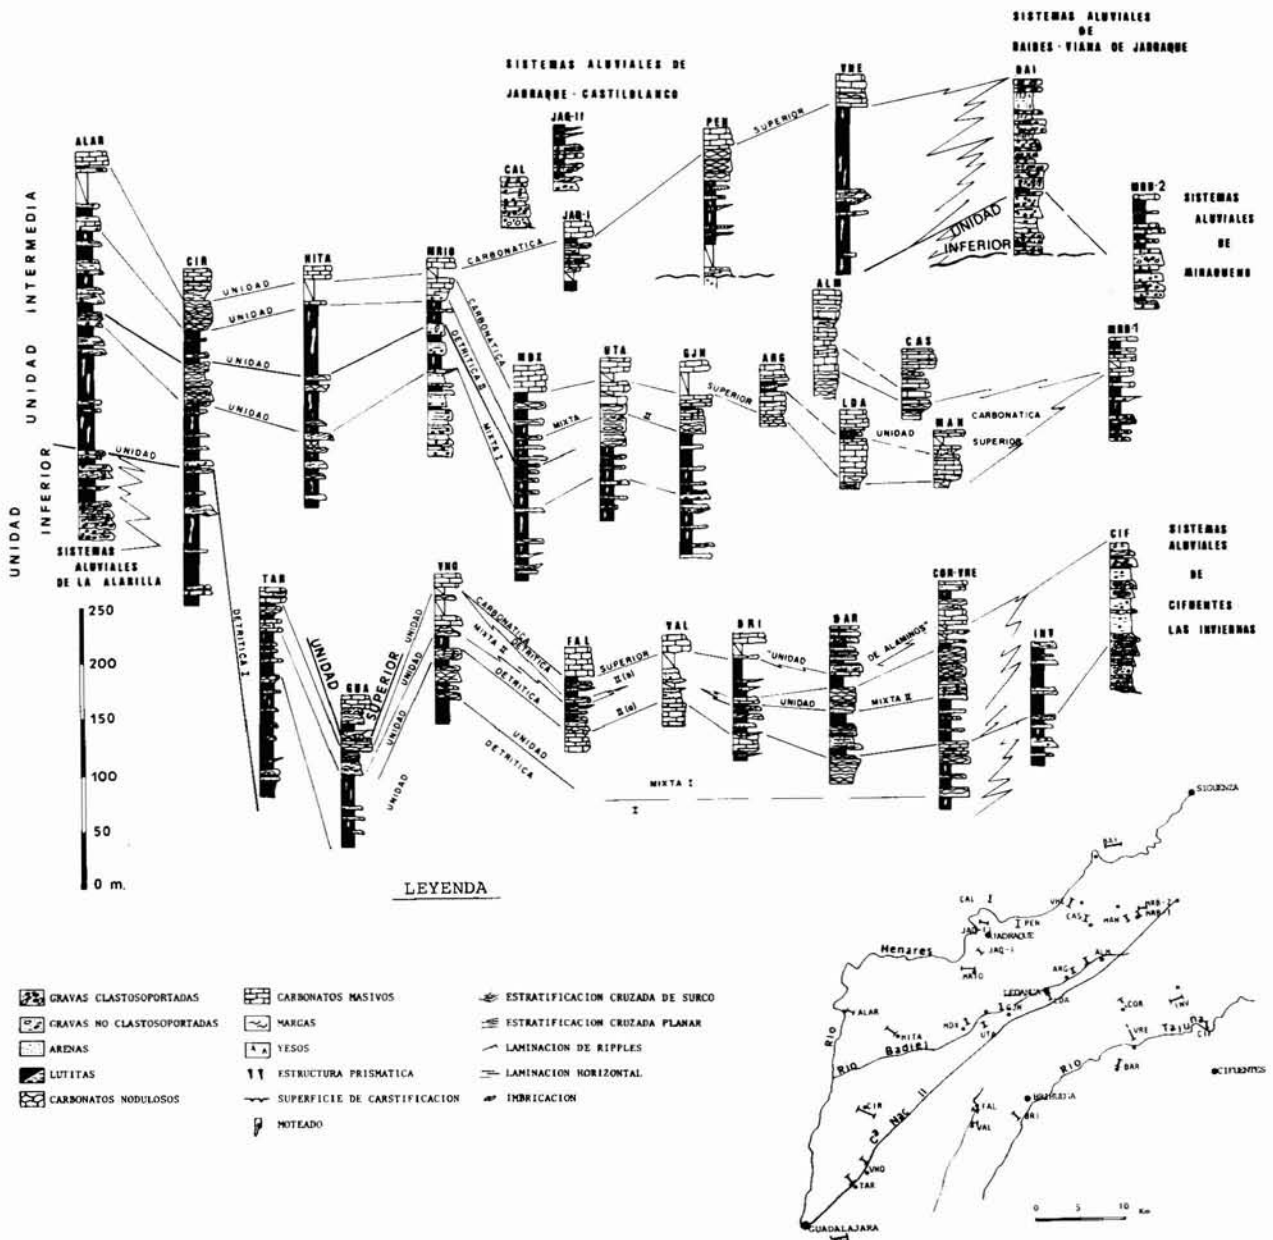 SISTEMAS ALUVIALES
DE
BAIDES - VIANA DE JADRAQUE
SISTEMAS ALUVIALES DE
JADRAQUE - CASTILBLANCO
VNE
BAI
JAQ-II
PEN
SUPERIOR
ALAR
CAL
MRB-2
SISTEMAS
ALUVIALES
DE
MIRAQUENO
JAQ-I
UNIDAD
INFERIOR
CIR
HITA
MRIO
CARBONATICA
UNIDAD
UNIDAD
UNIDAD
UNIDAD
UNIDAD INTERMEDIA
CARBONATICA
DETRITICA II
MIXTA I
ALM
MDX
UTA
GJN
ARG
CAS
MRB-1
SUPERIOR
MIXTA
II
LDA
MAN
UNIDAD
CARBONATICA
SUPERIOR
UNIDAD
UNIDAD
INFERIOR
SISTEMAS
ALUVIALES
DE LA ALARILLA
DETRITICA I
SISTEMAS
ALUVIALES
DE
CIFUENTES
LAS INVIERNAS
CIF
TAR
VNG
COR-VRE
UNIDAD
GUA
SUPERIOR
UNIDAD
UNIDAD
UNIDAD
UNIDAD
CARBONATICA
MIXTA II
DETRITICA
DETRITICA
FAL
VAL
BRI
BAR
INV
SUPERIOR
II(b)
II(a)
"UNIDAD
DE ALAMINOS"
UNIDAD
MIXTA II
UNIDAD
DETRITICA
MIXTA I
I
250
200
150
100
50
0 m.
LEYENDA
GRAVAS CLASTOSOPORTADAS
GRAVAS NO CLASTOSOPORTADAS
ARENAS
LUTITAS
CARBONATOS NODULOSOS
CARBONATOS MASIVOS
MARGAS
YESOS
ESTRUCTURA PRISMATICA
SUPERFICIE DE CARSTIFICACION
MOTEADO
ESTRATIFICACION CRUZADA DE SURCO
ESTRATIFICACION CRUZADA PLANAR
LAMINACION DE RIPPLES
LAMINACION HORIZONTAL
IMBRICACION
SIGUENZA
BAI
CAL
VNE
CAS
MAN
MRB-2
MRB-1
PEN
JADRAQUE
JAQ-I
Henares
ARG
ALM
LEDANCA
LDA
GJN
ALAR
MDX
UTA
HITA
RIO
RIO
Badiel
COR
INV
VRE
Tajuna
CIF
RIO
BAR
CIFUENTES
BRIHUEGA
BRI
FAL
VAL
CIR
Cª Nac II
VNG
TAR
GUADALAJARA
0 5 10 Km